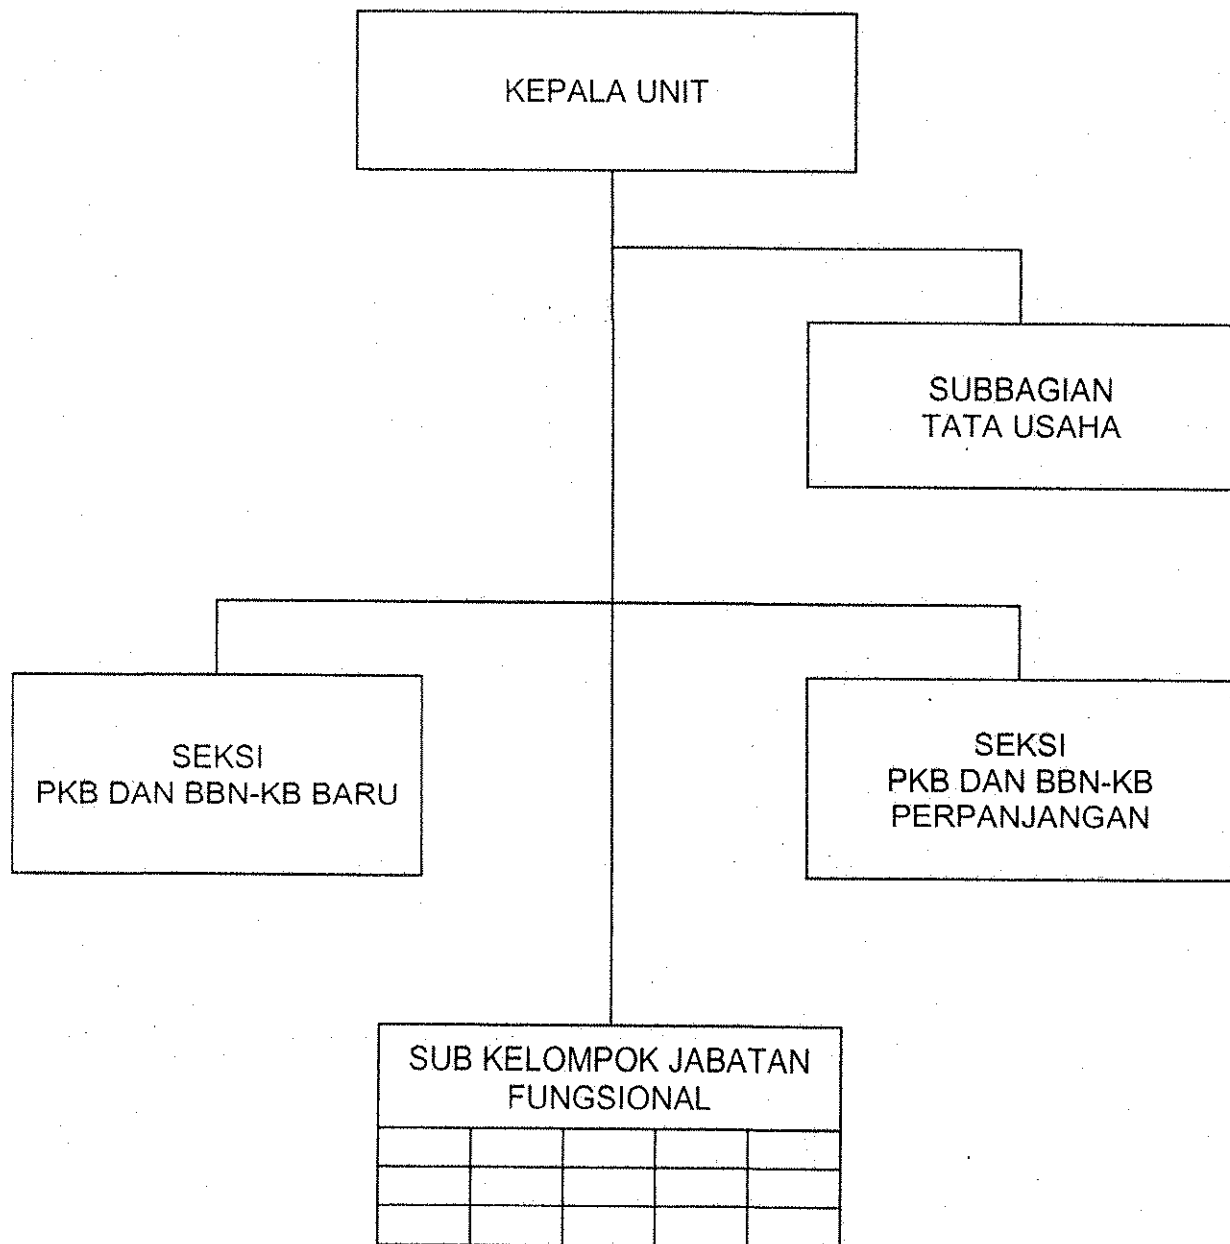 KEPALA UNIT
SUBBAGIAN
TATA USAHA
SEKSI
PKB DAN BBN-KB BARU
SEKSI
PKB DAN BBN-KB
PERPANJANGAN
SUB KELOMPOK JABATAN
FUNGSIONAL